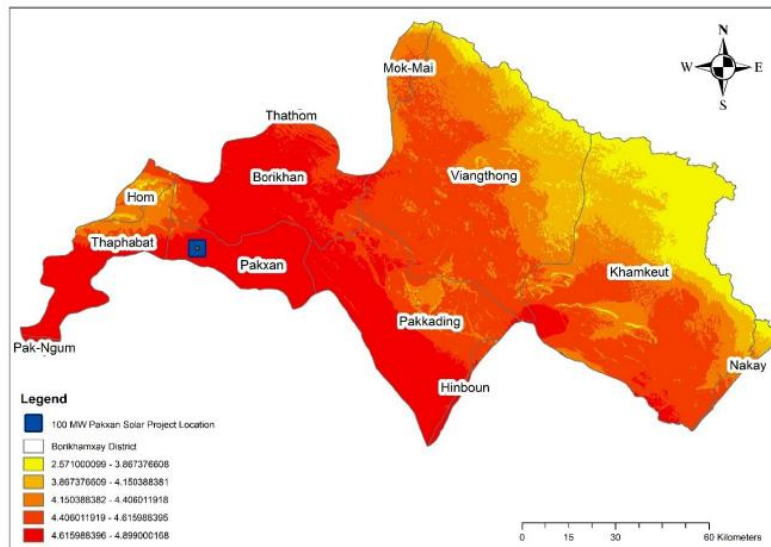 N
W E
S
Mok-Mai
Thathom
Borikhan
Viangthong
Hom
Thaphabat
Pakxan
Khamkeut
Pakkading
Pak-Ngum
Nakay
Hinboun
Legend
100 MW Pakxan Solar Project Location
Borikhamxay District
2.571000099 - 3.867376608
3.867376609 - 4.150388381
4.150388382 - 4.406011918
4.406011919 - 4.615988395
4.615988396 - 4.899000168
0 15 30 60 Kilometers